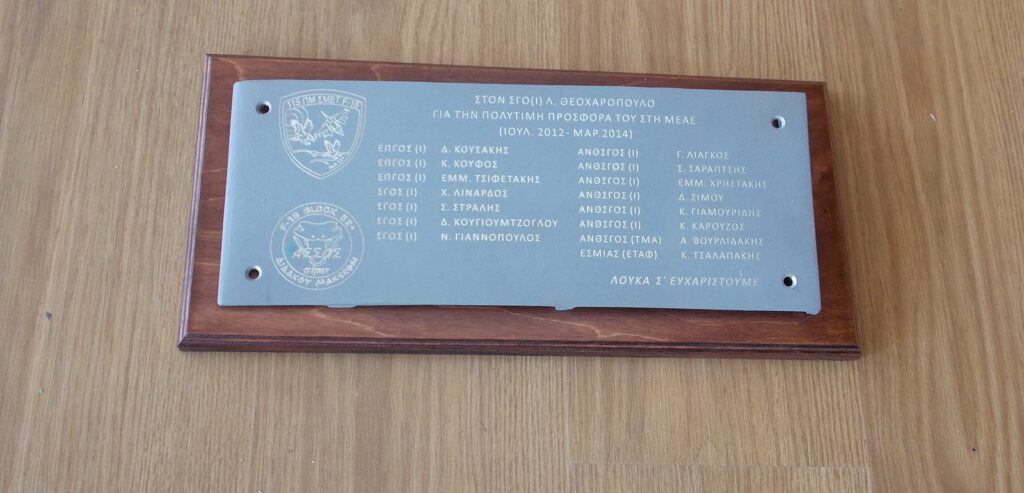 115 ΠΜ ΣΜΕΤ F-16
ΣΤΟΝ ΣΓΟ(Ι) Λ. ΘΕΟΧΑΡΟΠΟΥΛΟ
ΓΙΑ ΤΗΝ ΠΟΛΥΤΙΜΗ ΠΡΟΣΦΟΡΑ ΤΟΥ ΣΤΗ ΜΕΑΕ
(ΙΟΥΛ. 2012- ΜΑΡ.2014)
ΕΠΓΟΣ (Ι) Δ. ΚΟΥΣΑΚΗΣ
ΕΠΓΟΣ (Ι) Κ. ΚΟΥΦΟΣ
ΕΠΓΟΣ (Ι) ΕΜΜ. ΤΣΙΦΕΤΑΚΗΣ
ΣΓΟΣ (Ι) Χ. ΛΙΝΑΡΔΟΣ
ΣΓΟΣ (Ι) Σ. ΣΤΡΑΛΗΣ
ΣΓΟΣ (Ι) Δ. ΚΟΥΓΙΟΥΜΤΖΟΓΛΟΥ
ΣΓΟΣ (Ι) Ν. ΓΙΑΝΝΟΠΟΥΛΟΣ
ΑΝΘΣΓΟΣ (Ι) Γ. ΛΙΑΓΚΟΣ
ΑΝΘΣΓΟΣ (Ι) Σ. ΣΑΡΑΠΤΣΗΣ
ΑΝΘΣΓΟΣ (Ι) ΕΜΜ. ΧΡΗΣΤΑΚΗΣ
ΑΝΘΣΓΟΣ (Ι) Δ. ΣΙΜΟΥ
ΑΝΘΣΓΟΣ (Ι) Κ. ΓΙΑΜΟΥΡΙΔΗΣ
ΑΝΘΣΓΟΣ (Ι) Κ. ΚΑΡΟΥΖΟΣ
ΑΝΘΣΓΟΣ (ΤΜΑ) Α. ΒΟΥΡΛΙΔΑΚΗΣ
ΕΣΜΙΑΣ (ΕΤΑΦ) Κ. ΤΣΑΛΑΠΑΚΗΣ
F-16 BLOCK 52+
ΛΟΥΚΑ Σ΄ ΕΥΧΑΡΙΣΤΟΥΜΕ